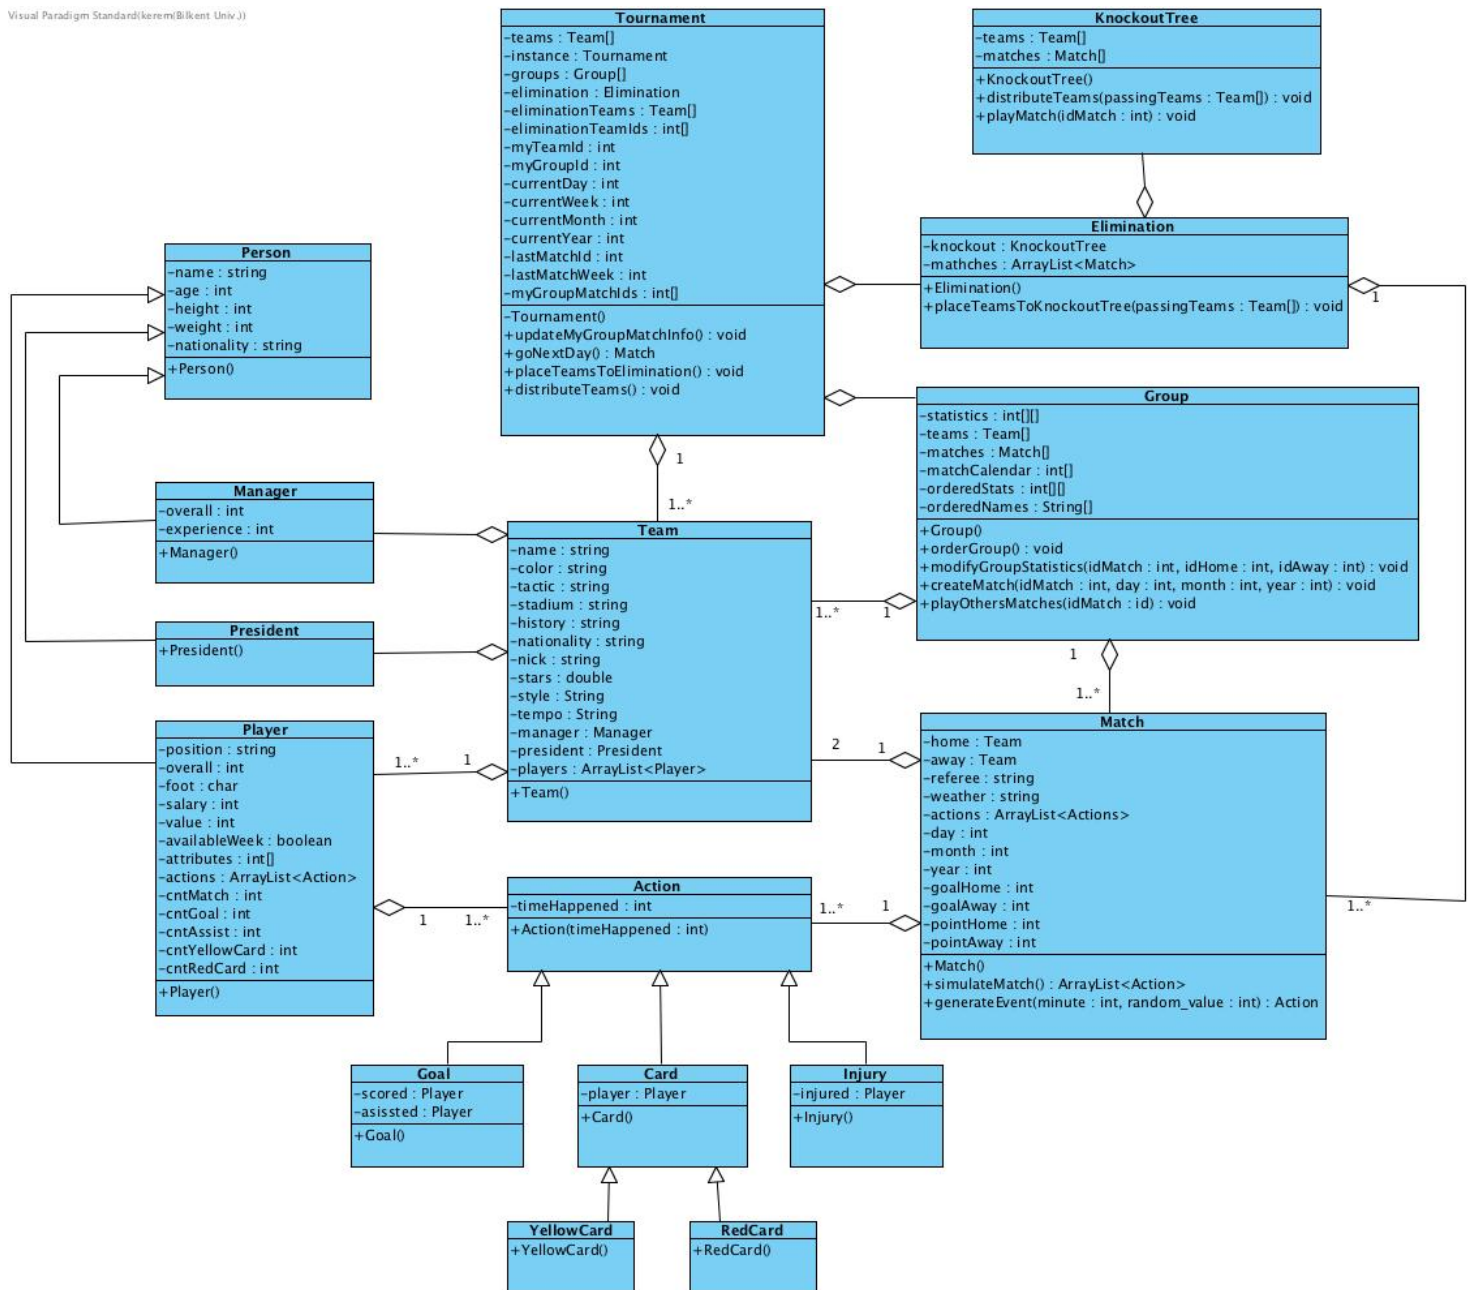 Visual Paradigm Standard(kerem(Bilkent Univ.))
Tournament
-teams : Team[]
-instance : Tournament
-groups : Group[]
-elimination : Elimination
-eliminationTeams : Team[]
-eliminationTeamIds : int[]
-myTeamId : int
-myGroupId : int
-currentDay : int
-currentWeek : int
-currentMonth : int
-currentYear : int
-lastMatchId : int
-lastMatchWeek : int
-myGroupMatchIds : int[]
-Tournament()
+updateMyGroupMatchInfo() : void
+goNextDay() : Match
+placeTeamsToElimination() : void
+distributeTeams() : void
KnockoutTree
-teams : Team[]
-matches : Match[]
+KnockoutTree()
+distributeTeams(passingTeams : Team[]) : void
+playMatch(idMatch : int) : void
Elimination
-knockout : KnockoutTree
-mathches : ArrayList<Match>
+Elimination()
+placeTeamsToKnockoutTree(passingTeams : Team[]) : void
1
Person
-name : string
-age : int
-height : int
-weight : int
-nationality : string
+Person()
Group
-statistics : int[][]
-teams : Team[]
-matches : Match[]
-matchCalendar : int[]
-orderedStats : int[][]
-orderedNames : String[]
+Group()
+orderGroup() : void
+modifyGroupStatistics(idMatch : int, idHome : int, idAway : int) : void
+createMatch(idMatch : int, day : int, month : int, year : int) : void
+playOthersMatches(idMatch : id) : void
1
1..*
Manager
-overall : int
-experience : int
+Manager()
President
+President()
Team
-name : string
-color : string
-tactic : string
-stadium : string
-history : string
-nationality : string
-nick : string
-stars : double
-style : String
-tempo : String
-manager : Manager
-president : President
-players : ArrayList<Player>
+Team()
1..*
1
1
1..*
2
1
1..*
1
Player
-position : string
-overall : int
-foot : char
-salary : int
-value : int
-availableWeek : boolean
-attributes : int[]
-actions : ArrayList<Action>
-cntMatch : int
-cntGoal : int
-cntAssist : int
-cntYellowCard : int
-cntRedCard : int
+Player()
Match
-home : Team
-away : Team
-referee : string
-weather : string
-actions : ArrayList<Actions>
-day : int
-month : int
-year : int
-goalHome : int
-goalAway : int
-pointHome : int
-pointAway : int
+Match()
+simulateMatch() : ArrayList<Action>
+generateEvent(minute : int, random_value : int) : Action
1..*
Action
-timeHappened : int
+Action(timeHappened : int)
1
1..*
1..*
1
Goal
-scored : Player
-asissted : Player
+Goal()
Card
-player : Player
+Card()
Injury
-injured : Player
+Injury()
YellowCard
+YellowCard()
RedCard
+RedCard()